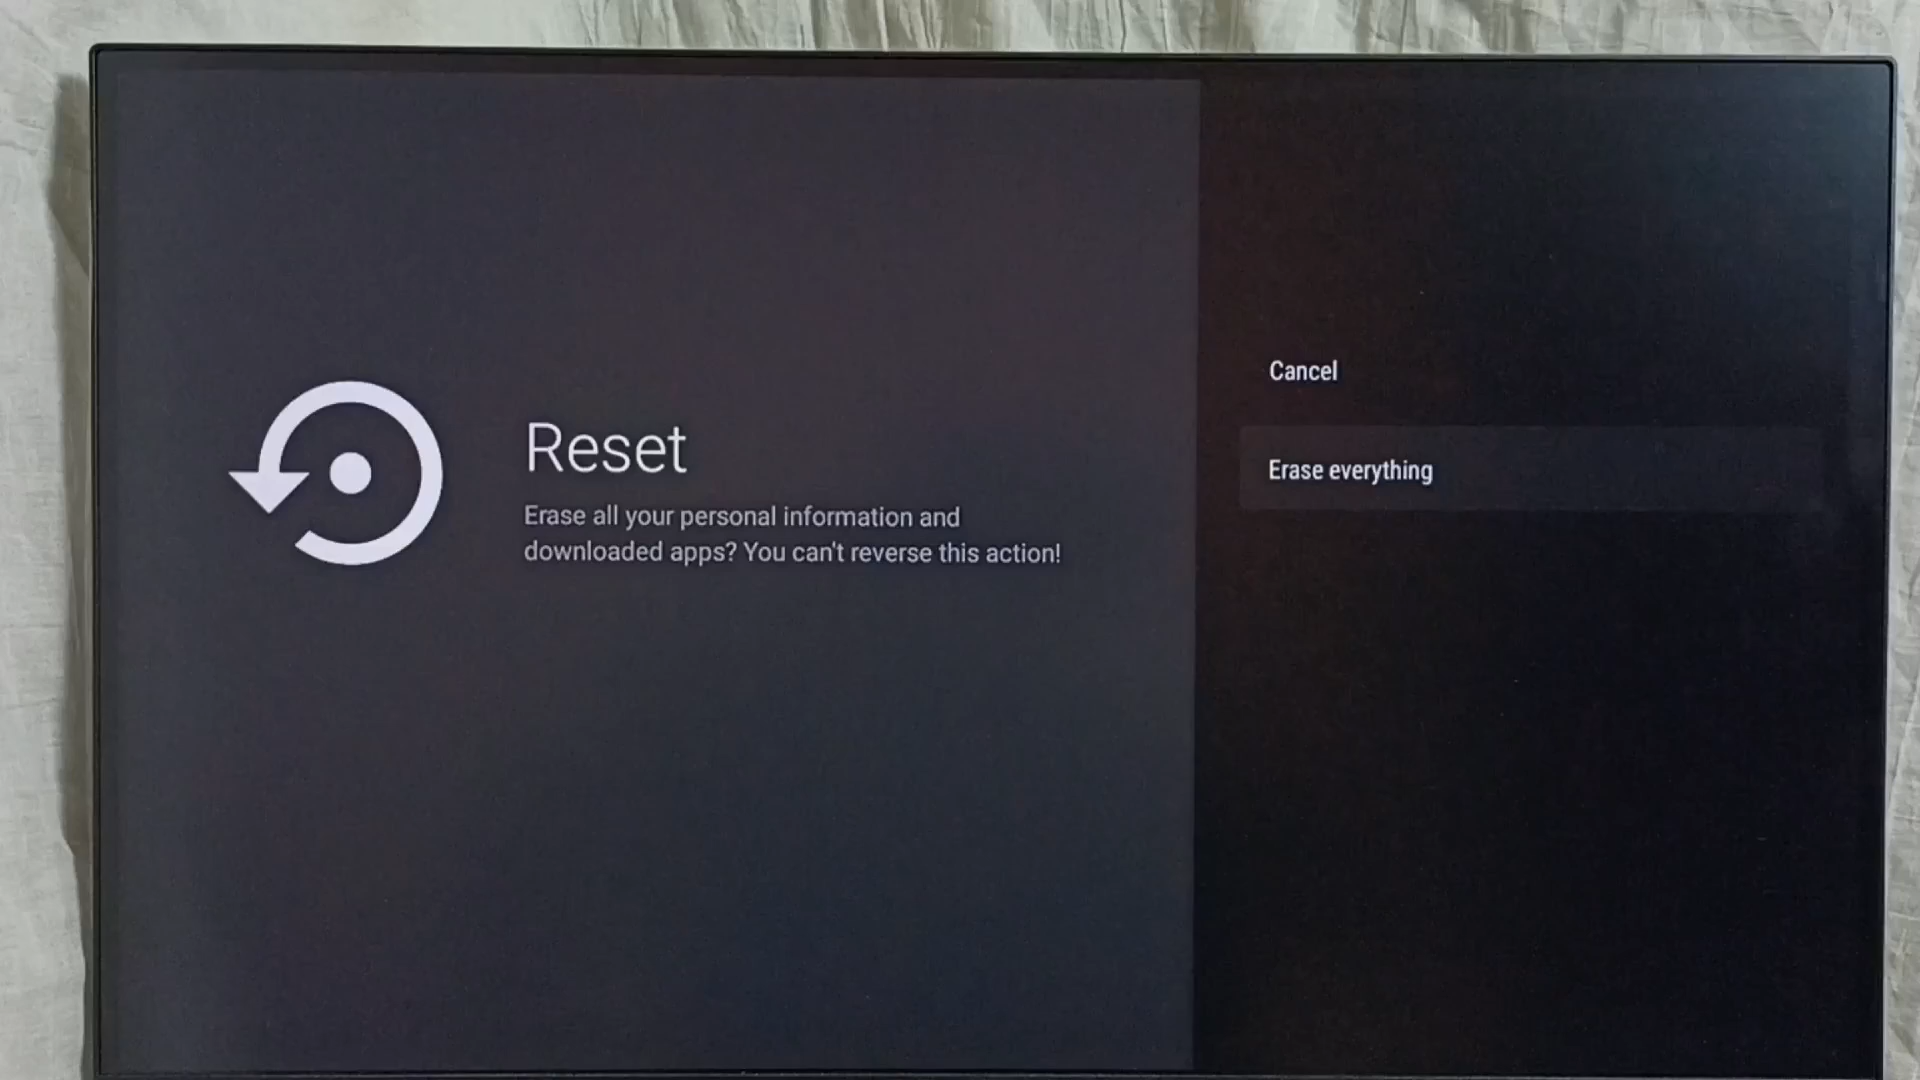 Reset
Erase all your personal information and
downloaded apps? You can't reverse this action!
Cancel
Erase everything